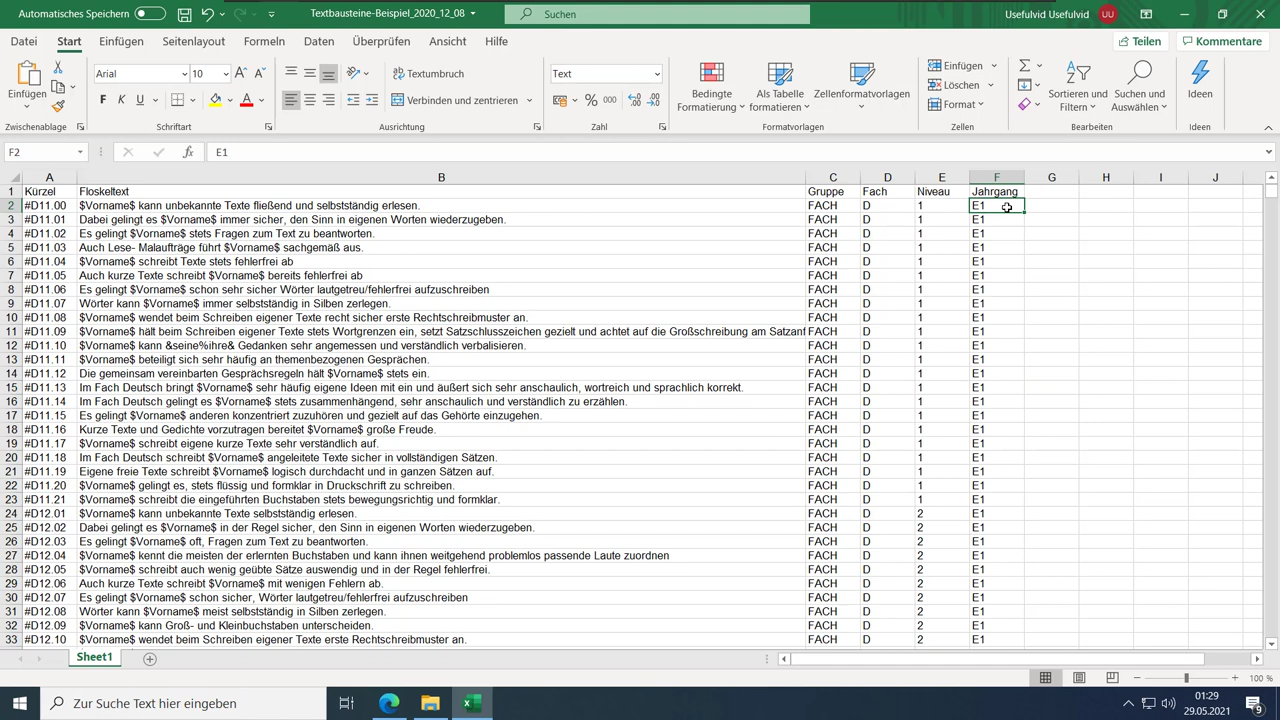 Automatisches Speichern
Textbausteine-Beispiel_2020_12_08
Suchen
Usefulvid Usefulvid
UU
Datei Start Einfügen Seitenlayout Formeln Daten Überprüfen Ansicht Hilfe
Teilen Kommentare
Einfügen
Arial 10
F K U
Textumbruch
Verbinden und zentrieren
Text
% 000
Bedingte Formatierung
Als Tabelle formatieren
Zellenformatvorlagen
Einfügen
Löschen
Format
Sortieren und Filtern
Suchen und Auswählen
Ideen
Zwischenablage Schriftart Ausrichtung Zahl Formatvorlagen Zellen Bearbeiten Ideen
F2 fx E1
A B C D E F G H I J
1 Kürzel Floskeltext Gruppe Fach Niveau Jahrgang
2 #D11.00 $Vorname$ kann unbekannte Texte fließend und selbstständig erlesen. FACH D 1 E1
3 #D11.01 Dabei gelingt es $Vorname$ immer sicher, den Sinn in eigenen Worten wiederzugeben. FACH D 1 E1
4 #D11.02 Es gelingt $Vorname$ stets Fragen zum Text zu beantworten. FACH D 1 E1
5 #D11.03 Auch Lese- Malaufträge führt $Vorname$ sachgemäß aus. FACH D 1 E1
6 #D11.04 $Vorname$ schreibt Texte stets fehlerfrei ab FACH D 1 E1
7 #D11.05 Auch kurze Texte schreibt $Vorname$ bereits fehlerfrei ab FACH D 1 E1
8 #D11.06 Es gelingt $Vorname$ schon sehr sicher Wörter lautgetreu/fehlerfrei aufzuschreiben FACH D 1 E1
9 #D11.07 Wörter kann $Vorname$ immer selbstständig in Silben zerlegen. FACH D 1 E1
10 #D11.08 $Vorname$ wendet beim Schreiben eigener Texte recht sicher erste Rechtschreibmuster an. FACH D 1 E1
11 #D11.09 $Vorname$ hält beim Schreiben eigener Texte stets Wortgrenzen ein, setzt Satzschlusszeichen gezielt und achtet auf die Großschreibung am Satzanf FACH D 1 E1
12 #D11.10 $Vorname$ kann &seine%ihre& Gedanken sehr angemessen und verständlich verbalisieren. FACH D 1 E1
13 #D11.11 $Vorname$ beteiligt sich sehr häufig an themenbezogenen Gesprächen. FACH D 1 E1
14 #D11.12 Die gemeinsam vereinbarten Gesprächsregeln hält $Vorname$ stets ein. FACH D 1 E1
15 #D11.13 Im Fach Deutsch bringt $Vorname$ sehr häufig eigene Ideen mit ein und äußert sich sehr anschaulich, wortreich und sprachlich korrekt. FACH D 1 E1
16 #D11.14 Im Fach Deutsch gelingt es $Vorname$ stets zusammenhängend, sehr anschaulich und verständlich zu erzählen. FACH D 1 E1
17 #D11.15 Es gelingt $Vorname$ anderen konzentriert zuzuhören und gezielt auf das Gehörte einzugehen. FACH D 1 E1
18 #D11.16 Kurze Texte und Gedichte vorzutragen bereitet $Vorname$ große Freude. FACH D 1 E1
19 #D11.17 $Vorname$ schreibt eigene kurze Texte sehr verständlich auf. FACH D 1 E1
20 #D11.18 Im Fach Deutsch schreibt $Vorname$ angeleitete Texte sicher in vollständigen Sätzen. FACH D 1 E1
21 #D11.19 Eigene freie Texte schreibt $Vorname$ logisch durchdacht und in ganzen Sätzen auf. FACH D 1 E1
22 #D11.20 $Vorname$ gelingt es, stets flüssig und formklar in Druckschrift zu schreiben. FACH D 1 E1
23 #D11.21 $Vorname$ schreibt die eingeführten Buchstaben stets bewegungsrichtig und formklar. FACH D 1 E1
24 #D12.01 $Vorname$ kann unbekannte Texte selbstständig erlesen. FACH D 2 E1
25 #D12.02 Dabei gelingt es $Vorname$ in der Regel sicher, den Sinn in eigenen Worten wiederzugeben. FACH D 2 E1
26 #D12.03 Es gelingt $Vorname$ oft, Fragen zum Text zu beantworten. FACH D 2 E1
27 #D12.04 $Vorname$ kennt die meisten der erlernten Buchstaben und kann ihnen weitgehend problemlos passende Laute zuordnen FACH D 2 E1
28 #D12.05 $Vorname$ schreibt auch wenig geübte Sätze auswendig und in der Regel fehlerfrei. FACH D 2 E1
29 #D12.06 Auch kurze Texte schreibt $Vorname$ mit wenigen Fehlern ab. FACH D 2 E1
30 #D12.07 Es gelingt $Vorname$ schon sicher, Wörter lautgetreu/fehlerfrei aufzuschreiben FACH D 2 E1
31 #D12.08 Wörter kann $Vorname$ meist selbstständig in Silben zerlegen. FACH D 2 E1
32 #D12.09 $Vorname$ kann Groß- und Kleinbuchstaben unterscheiden. FACH D 2 E1
33 #D12.10 $Vorname$ wendet beim Schreiben eigener Texte erste Rechtschreibmuster an. FACH D 2 E1
Sheet1
100 %
Zur Suche Text hier eingeben
01:29
29.05.2021
9